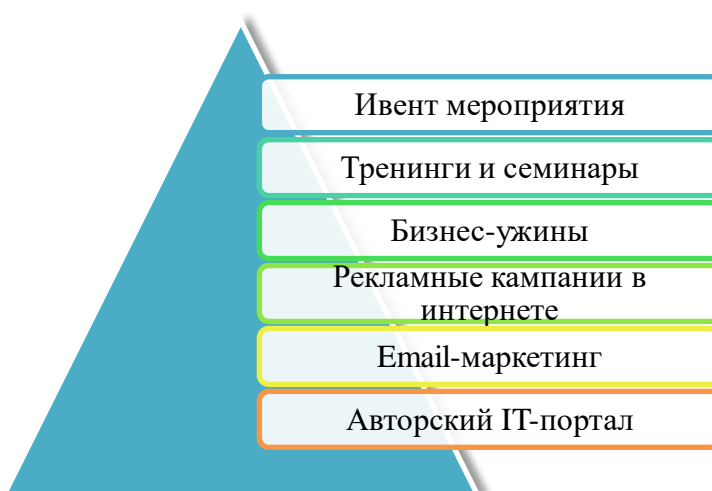 Ивент мероприятия
Тренинги и семинары
Бизнес-ужины
Рекламные кампании в
интернете
Email-маркетинг
Авторский IT-портал